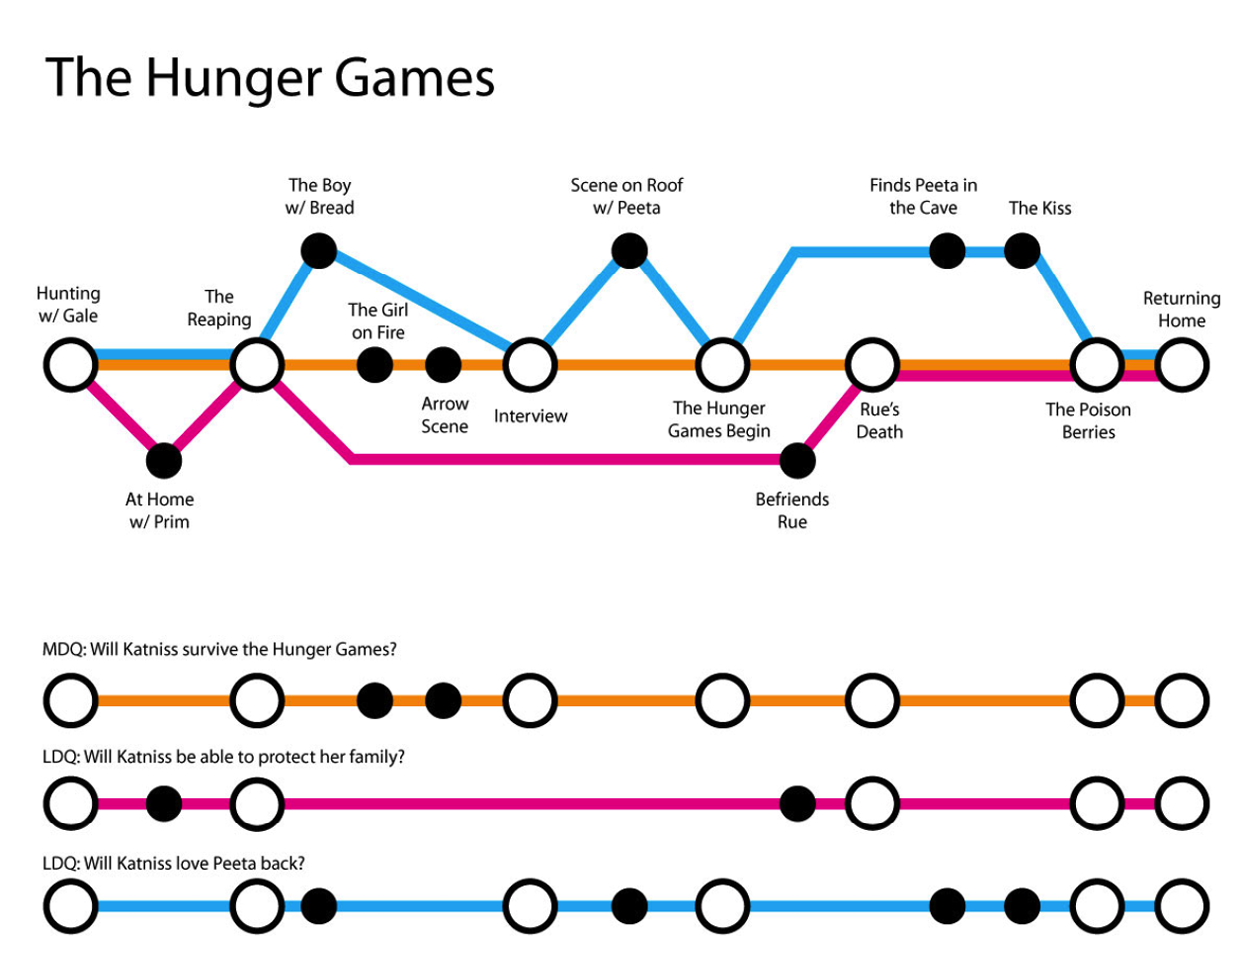 The Hunger Games
The Boy
w/ Bread
Scene on Roof
w/ Peeta
Finds Peeta in
the Cave
The Kiss
Hunting
w/ Gale
The
Reaping
The Girl
on Fire
Returning
Home
Arrow
Scene
Interview
The Hunger
Games Begin
Rue's
Death
The Poison
Berries
At Home
w/ Prim
Befriends
Rue
MDQ: Will Katniss survive the Hunger Games?
LDQ: Will Katniss be able to protect her family?
LDQ: Will Katniss love Peeta back?